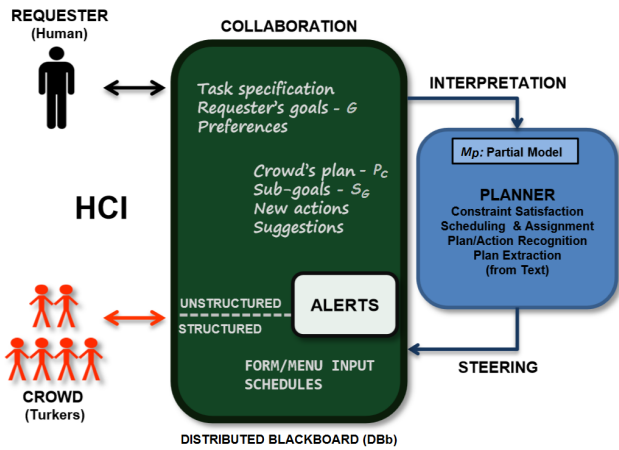 REQUESTER
(Human)
COLLABORATION
Task specification
Requester's goals - G
Preferences
Crowd's plan - PC
Sub-goals - SG
New actions
Suggestions
HCI
UNSTRUCTURED
STRUCTURED
ALERTS
FORM/MENU INPUT
SCHEDULES
CROWD
(Turkers)
DISTRIBUTED BLACKBOARD (DBb)
INTERPRETATION
MP: Partial Model
PLANNER
Constraint Satisfaction
Scheduling & Assignment
Plan/Action Recognition
Plan Extraction
(from Text)
STEERING